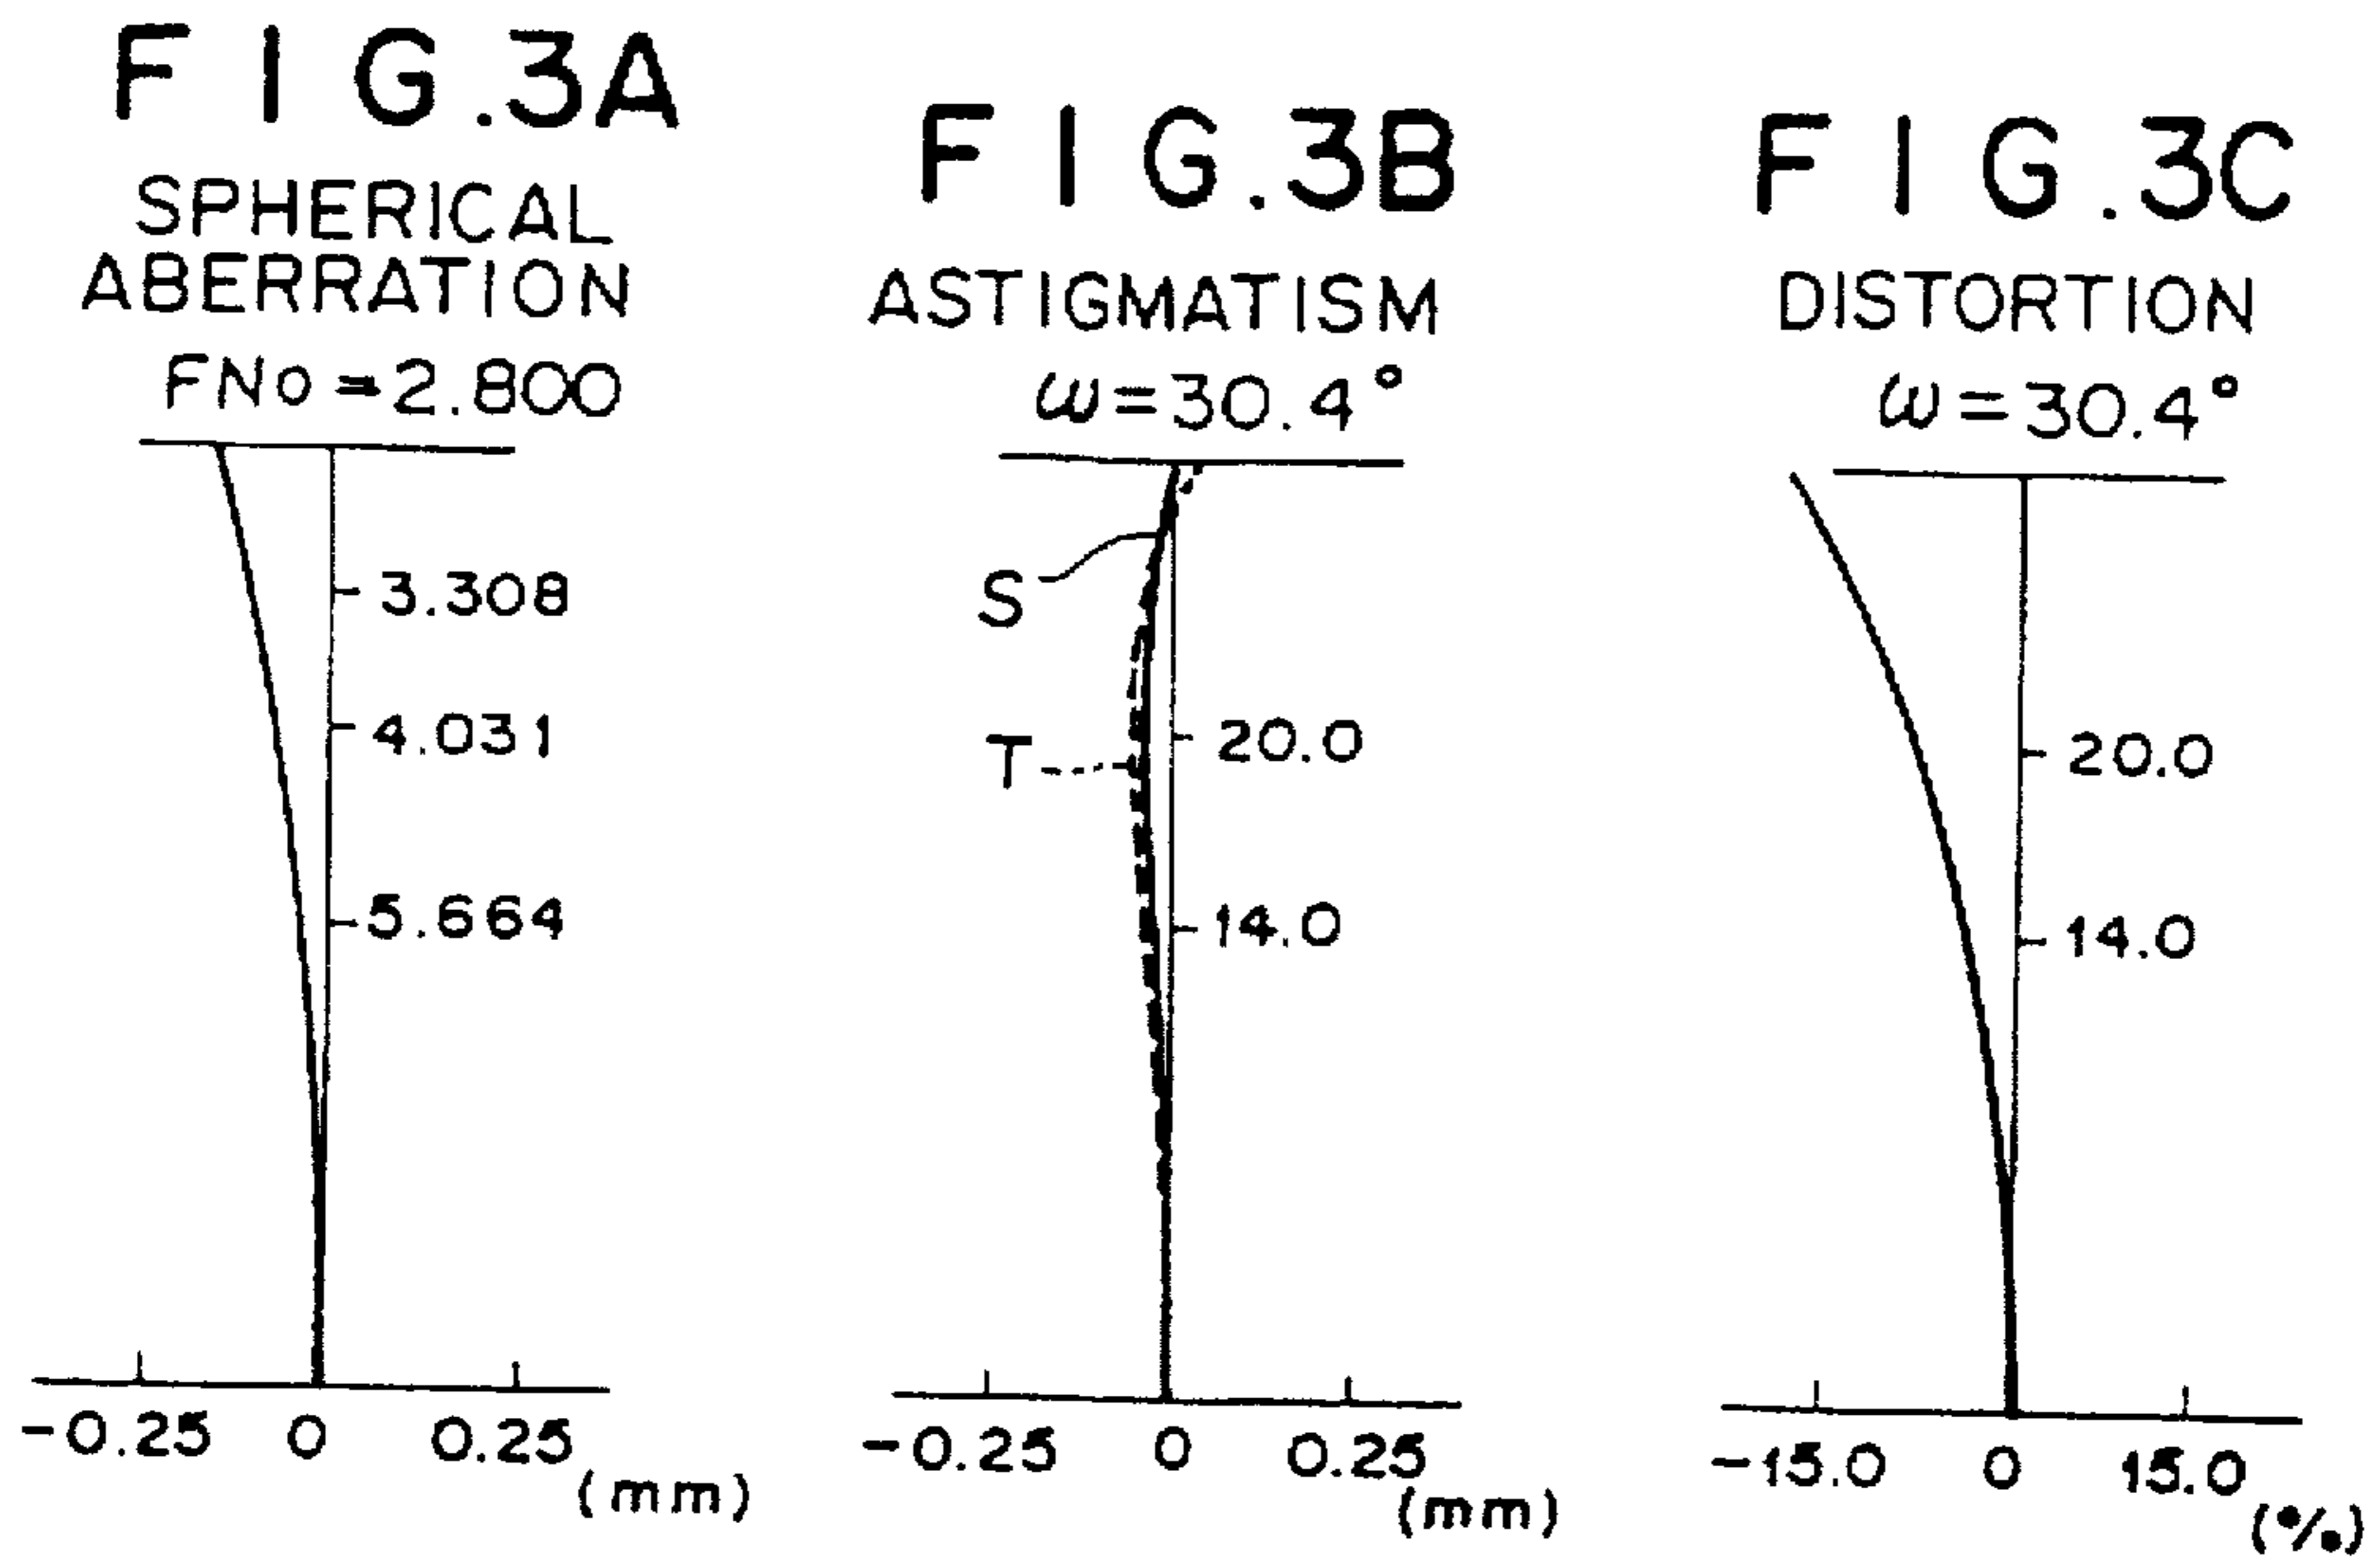 FIG.3A
SPHERICAL
ABERRATION
FNo=2.800
3.308
4.031
5.664
-0.25 0 0.25
(mm)
FIG.3B
ASTIGMATISM
ω=30.4°
S
T
20.0
14.0
-0.25 0 0.25
(mm)
FIG.3C
DISTORTION
ω=30.4°
20.0
14.0
-15.0 0 15.0
(%)